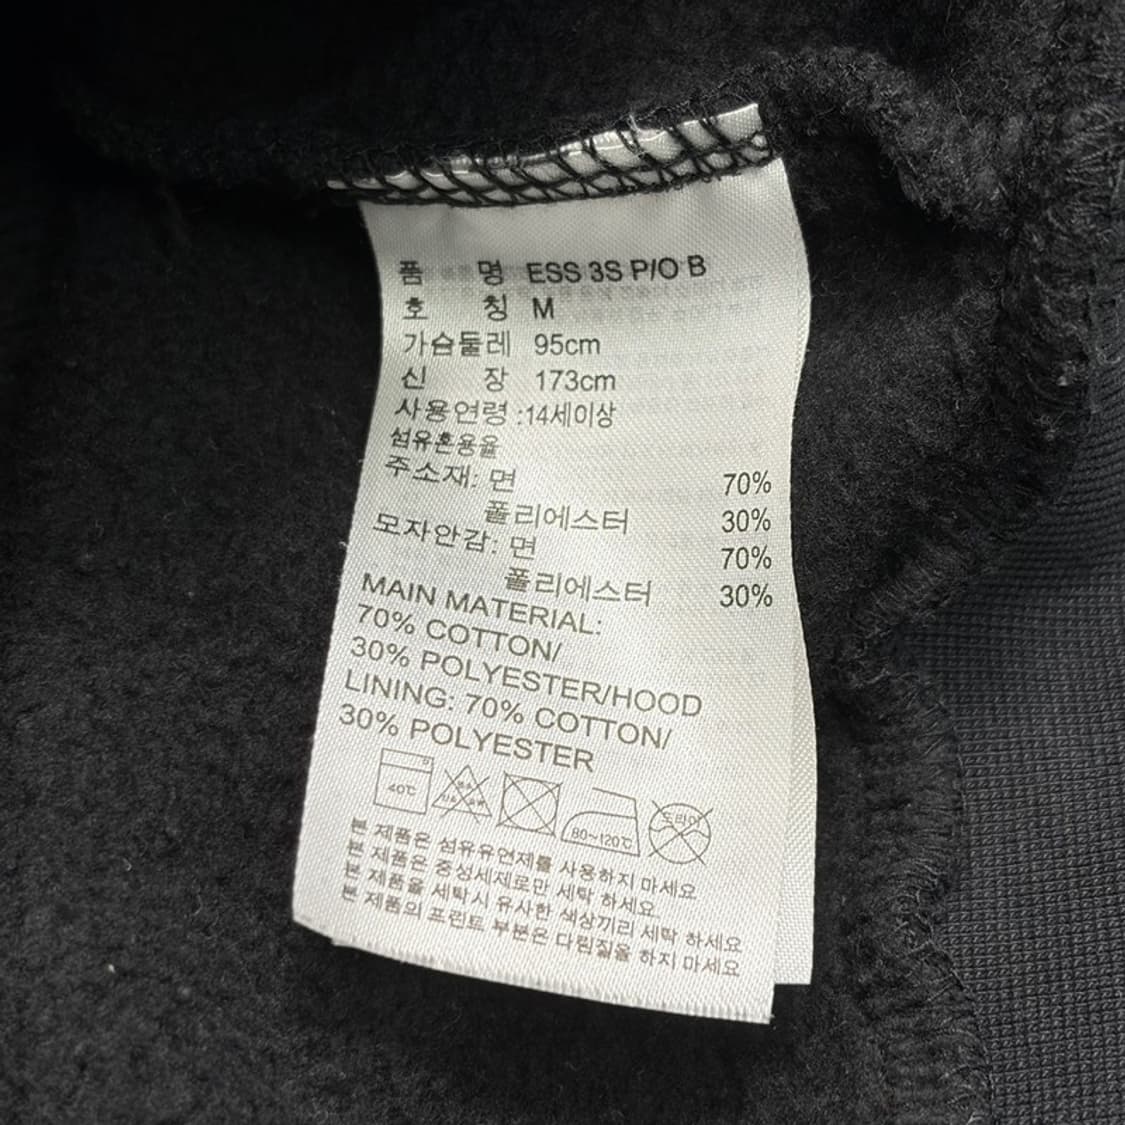 품 명 ESS 3S P/O B
호 칭 M
가슴둘레 95cm
신 장 173cm
사용연령 :14세이상
섬유혼용율
주소재: 면 70%
폴리에스터 30%
모자안감: 면 70%
폴리에스터 30%
MAIN MATERIAL:
70% COTTON/
30% POLYESTER/HOOD
LINING: 70% COTTON/
30% POLYESTER
40℃ 80~120℃ 드라이
본 제품은 섬유유연제를 사용하지 마세요
본 제품은 중성세제로만 세탁 하세요.
본 제품을 세탁시 유사한 색상끼리 세탁 하세요
본 제품의 프린트 부분은 다림질을 하지 마세요